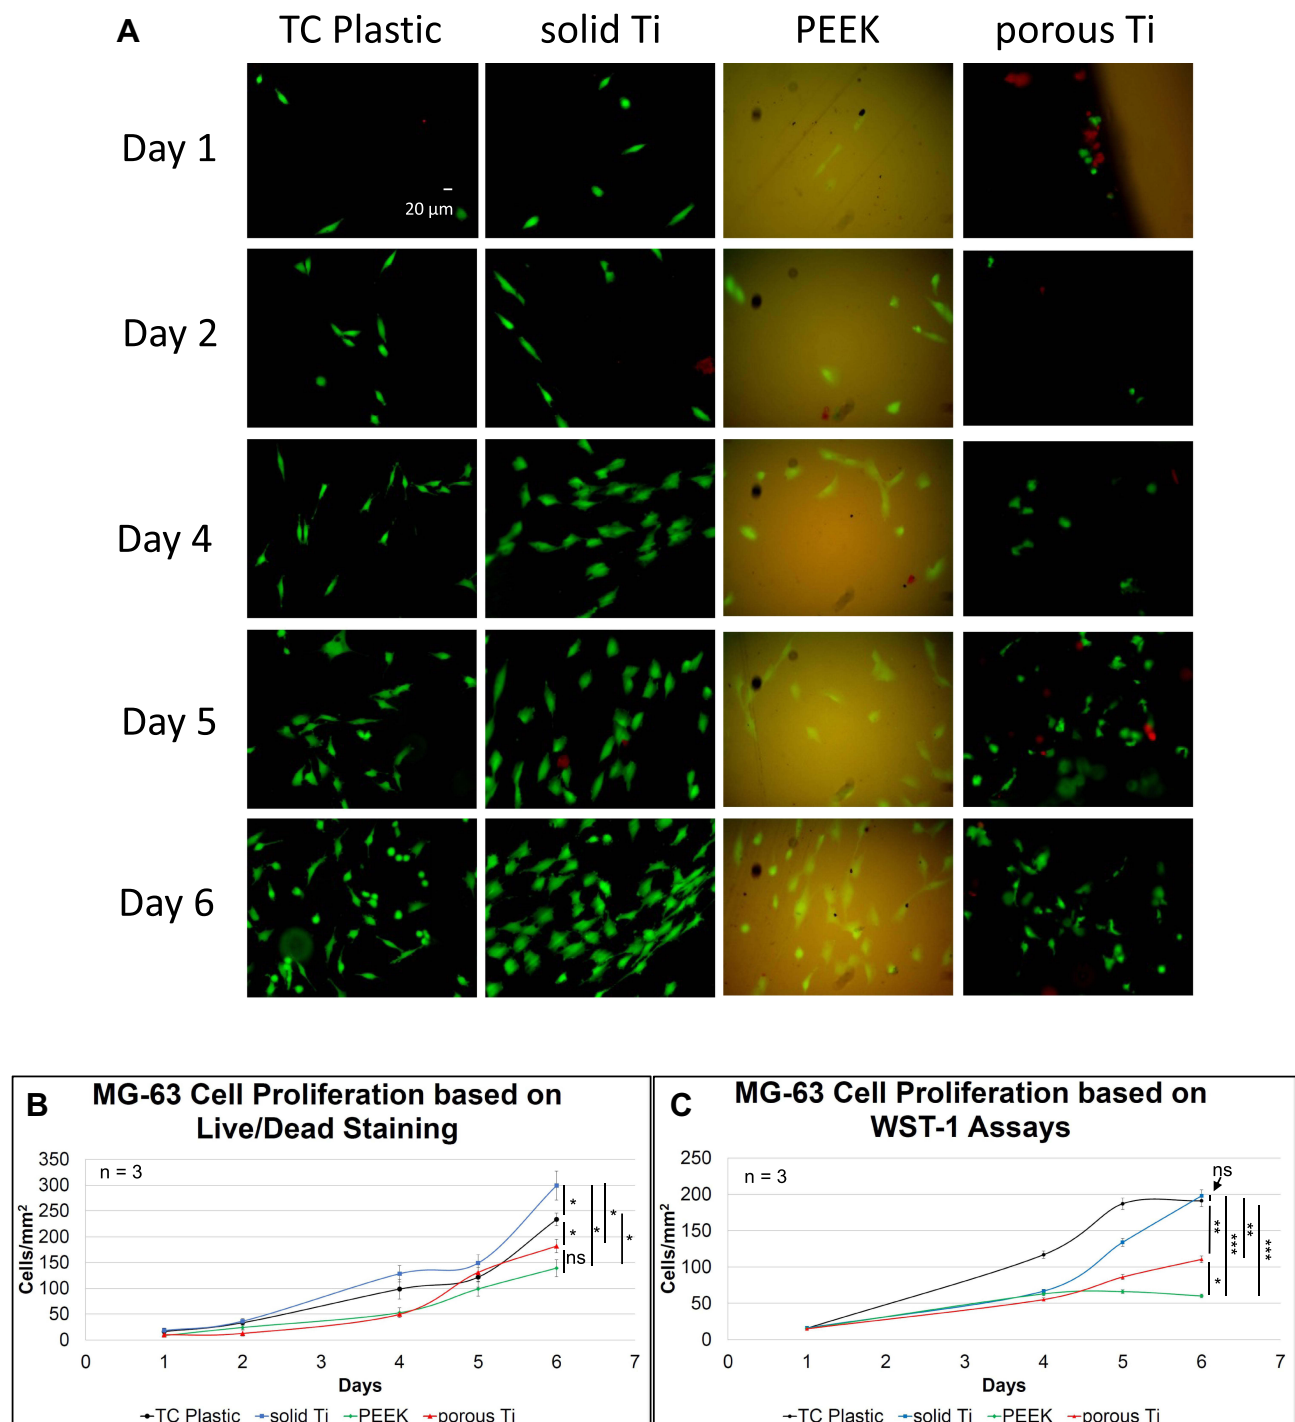 A
TC Plastic solid Ti PEEK porous Ti
Day 1
20 µm
Day 2
Day 4
Day 5
Day 6
B
MG-63 Cell Proliferation based on
Live/Dead Staining
n = 3
350
300
250
200
150
100
50
0
Cells/mm²
*
*
ns
*
*
*
0 1 2 3 4 5 6 7
Days
TC Plastic solid Ti PEEK porous Ti
C
MG-63 Cell Proliferation based on
WST-1 Assays
n = 3
250
200
150
100
50
0
Cells/mm²
ns
**
*
***
**
***
0 1 2 3 4 5 6 7
Days
TC Plastic solid Ti PEEK porous Ti